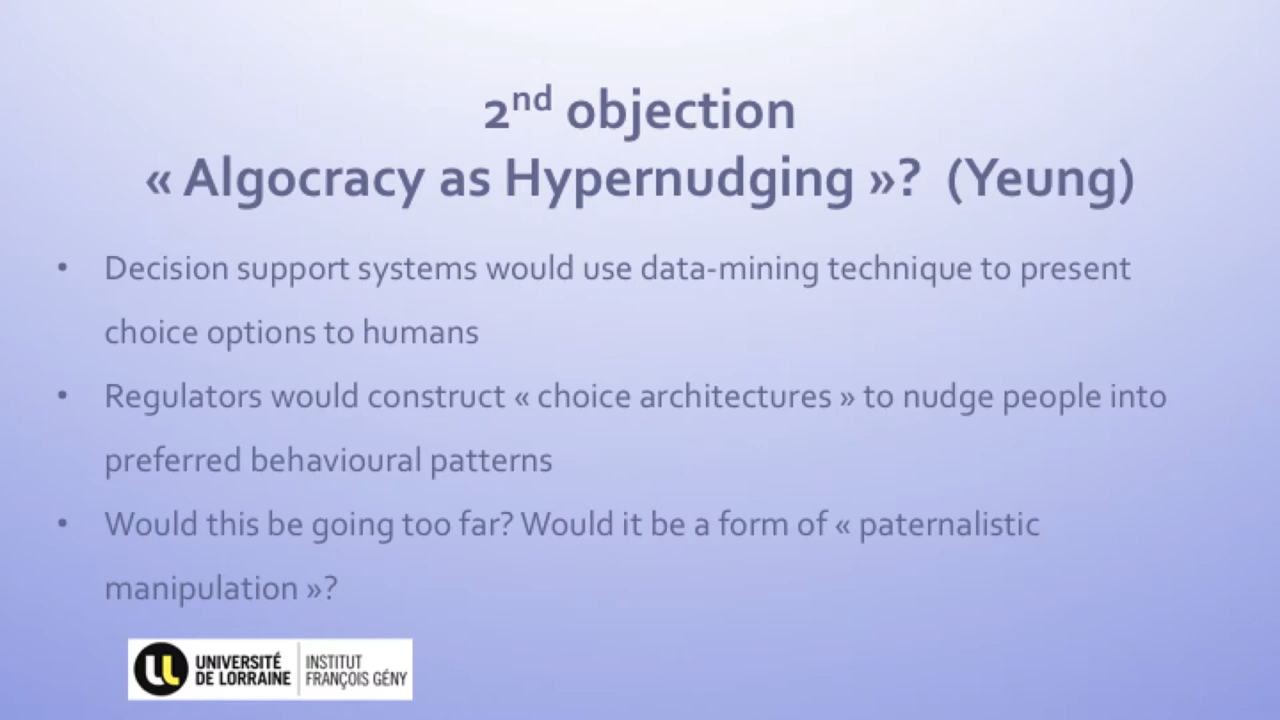 2nd objection
« Algocracy as Hypernudging »? (Yeung)
• Decision support systems would use data-mining technique to present
choice options to humans
• Regulators would construct « choice architectures » to nudge people into
preferred behavioural patterns
• Would this be going too far? Would it be a form of « paternalistic
manipulation »?
UNIVERSITÉ
DE LORRAINE
INSTITUT
FRANÇOIS GÉNY